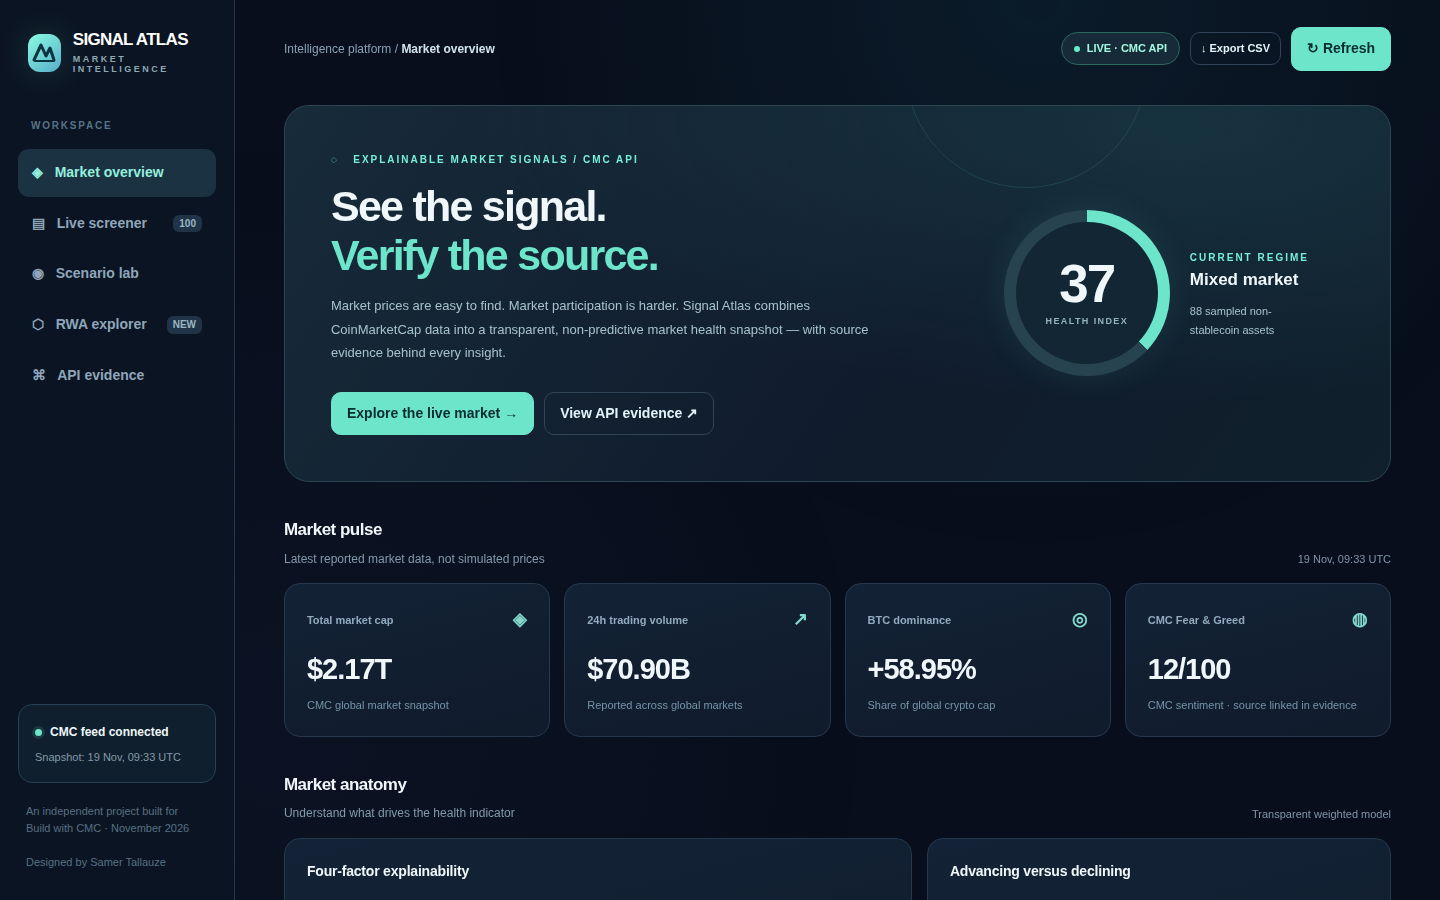 SIGNAL ATLAS
MARKET
INTELLIGENCE
WORKSPACE
Market overview
Live screener 100
Scenario lab
RWA explorer NEW
API evidence
CMC feed connected
Snapshot: 19 Nov, 09:33 UTC
An independent project built for
Build with CMC · November 2026
Designed by Samer Tallauze
Intelligence platform / Market overview
LIVE · CMC API
↓ Export CSV
↻ Refresh
EXPLAINABLE MARKET SIGNALS / CMC API
See the signal.
Verify the source.
Market prices are easy to find. Market participation is harder. Signal Atlas combines
CoinMarketCap data into a transparent, non-predictive market health snapshot — with source
evidence behind every insight.
Explore the live market →
View API evidence ↗
37
HEALTH INDEX
CURRENT REGIME
Mixed market
88 sampled non-
stablecoin assets
Market pulse
Latest reported market data, not simulated prices
19 Nov, 09:33 UTC
Total market cap
$2.17T
CMC global market snapshot
24h trading volume
$70.90B
Reported across global markets
BTC dominance
+58.95%
Share of global crypto cap
CMC Fear & Greed
12/100
CMC sentiment · source linked in evidence
Market anatomy
Understand what drives the health indicator
Transparent weighted model
Four-factor explainability
Advancing versus declining